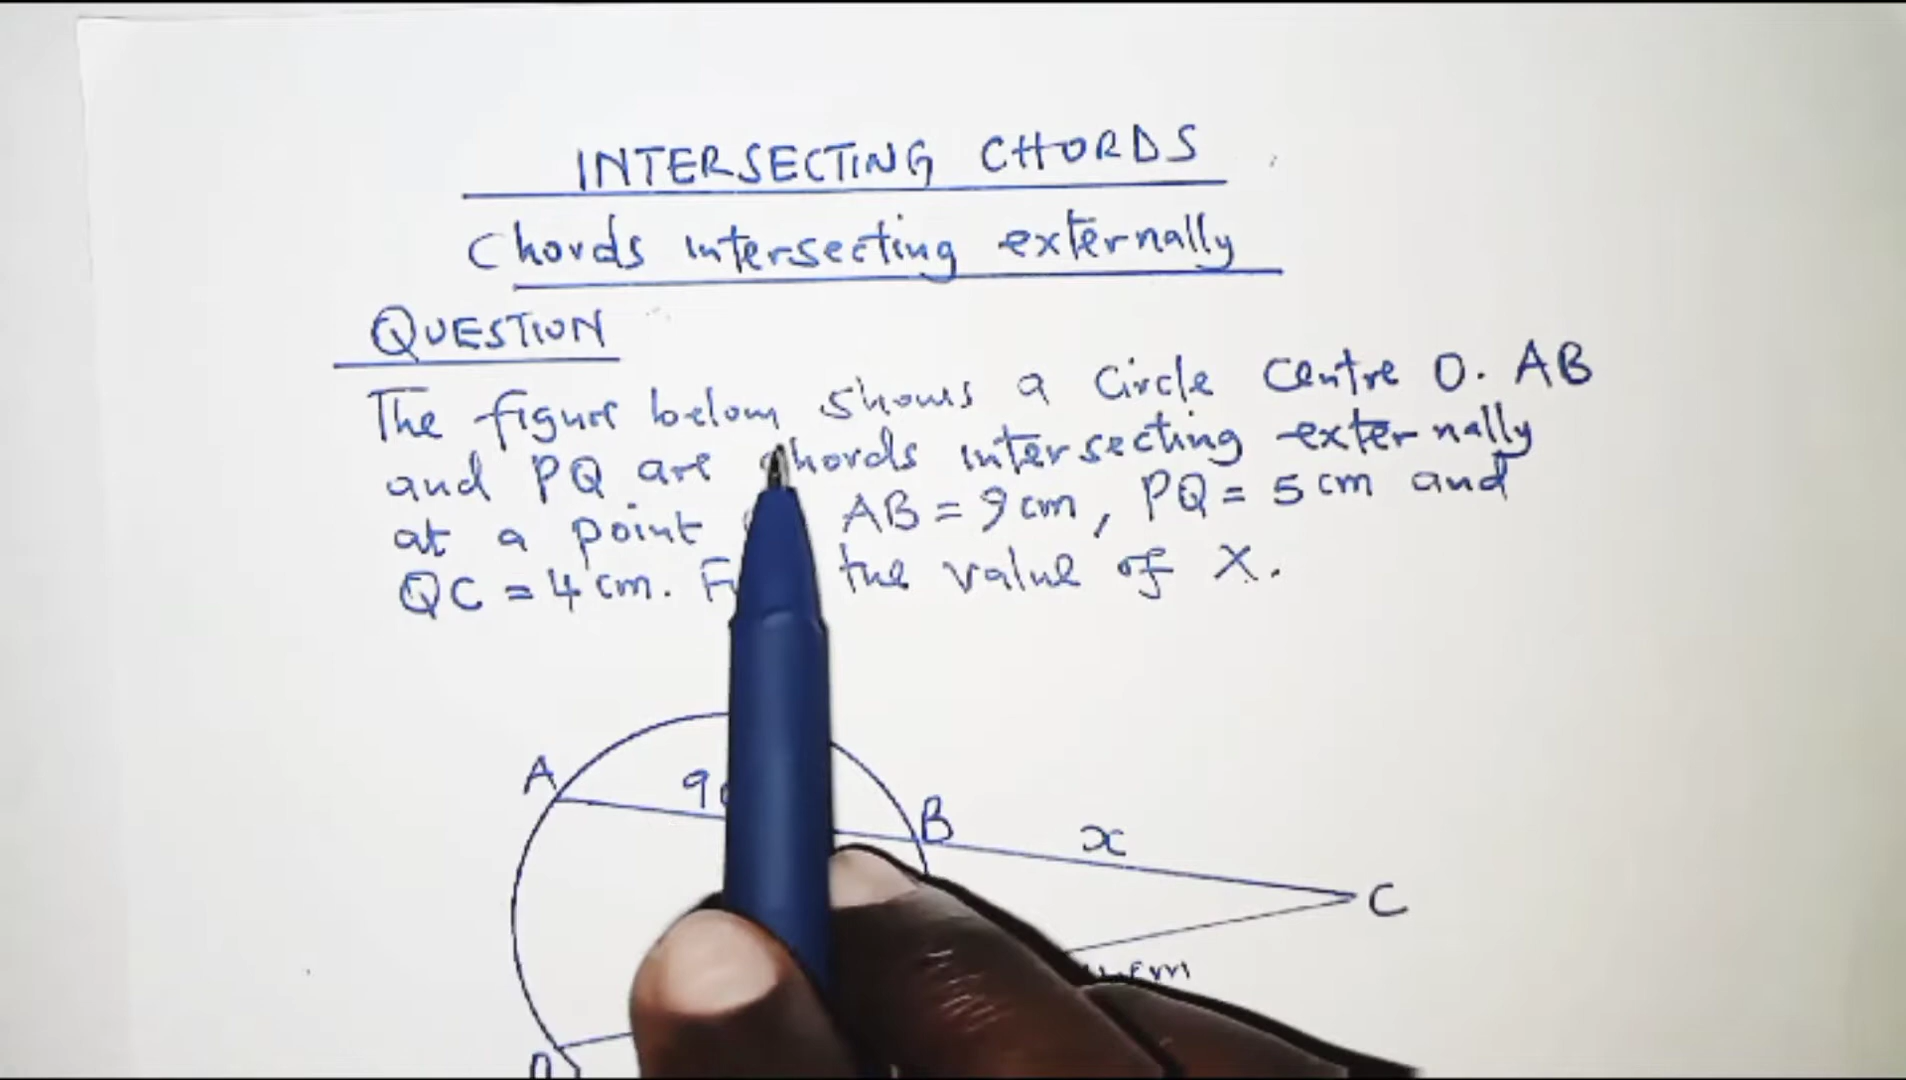 INTERSECTING CHORDS
Chords intersecting externally
QUESTION
The figure below shows a circle centre O. AB
and PQ are chords intersecting externally
at a point AB = 9cm, PQ = 5cm and
QC = 4cm. the value of x.
A
B
x
C